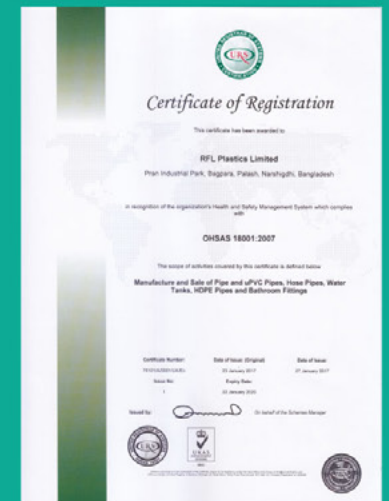 URS
Certificate of Registration
This certificate has been awarded to
RFL Plastics Limited
Pran Industrial Park, Bagpara, Palash, Narshigdhi, Bangladesh
in recognition of the organization's Health and Safety Management System which complies
with
OHSAS 18001:2007
The scope of activities covered by this certificate is defined below
Manufacture and Sale of Pipe and uPVC Pipes, Hose Pipes, Water
Tanks, HDPE Pipes and Bathroom Fittings
Certificate Number: Date of Issue: (Original) Date of Issue:
23 January 2017 27 January 2017
Issue No: Expiry Date:
1 22 January 2020
Issued by: On behalf of the Schemes Manager
URS
UKAS